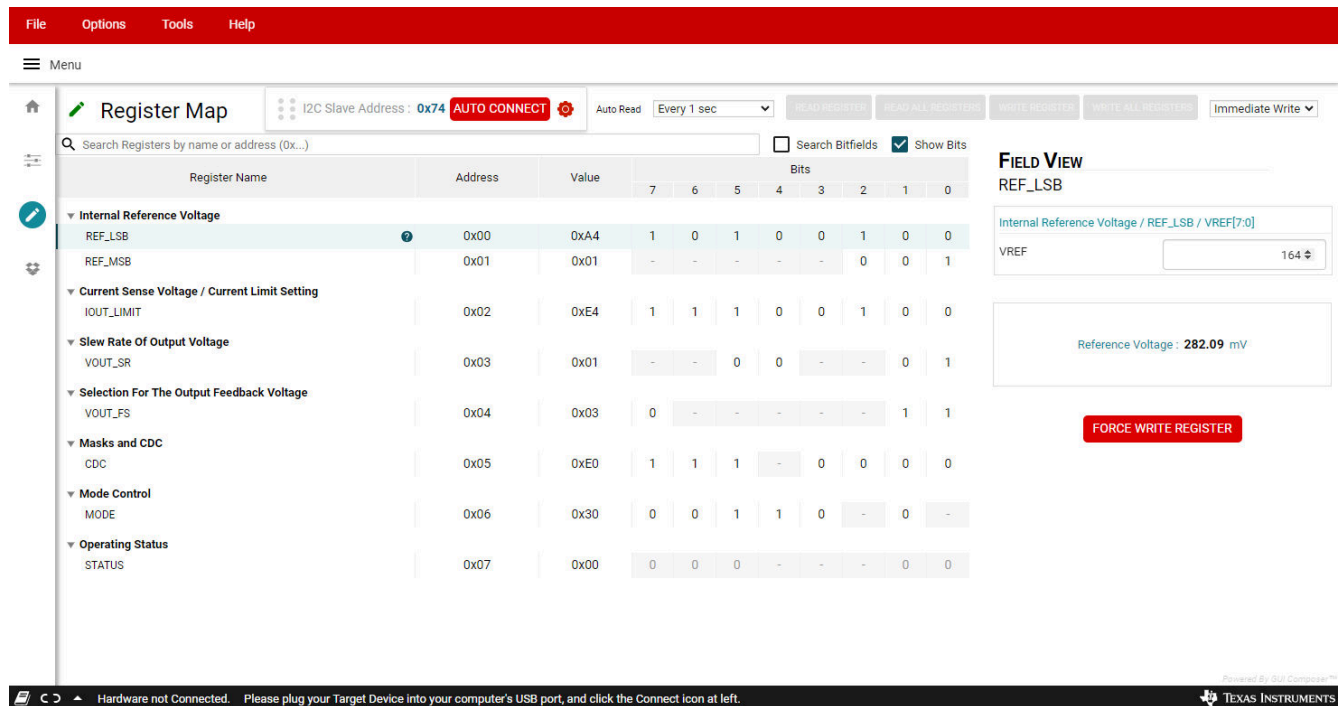 File Options Tools Help
Menu
Register Map I2C Slave Address : 0x74 AUTO CONNECT Auto Read Every 1 sec READ REGISTER READ ALL REGISTERS WRITE REGISTER WRITE ALL REGISTERS Immediate Write
Search Registers by name or address (0x...) Search Bitfields Show Bits
Register Name Address Value Bits
7 6 5 4 3 2 1 0
Internal Reference Voltage
REF_LSB 0x00 0xA4 1 0 1 0 0 1 0 0
REF_MSB 0x01 0x01 - - - - - 0 0 1
Current Sense Voltage / Current Limit Setting
IOUT_LIMIT 0x02 0xE4 1 1 1 0 0 1 0 0
Slew Rate Of Output Voltage
VOUT_SR 0x03 0x01 - - 0 0 - - 0 1
Selection For The Output Feedback Voltage
VOUT_FS 0x04 0x03 0 - - - - - 1 1
Masks and CDC
CDC 0x05 0xE0 1 1 1 - 0 0 0 0
Mode Control
MODE 0x06 0x30 0 0 1 1 0 - 0 -
Operating Status
STATUS 0x07 0x00 0 0 0 - - - 0 0
FIELD VIEW
REF_LSB
Internal Reference Voltage / REF_LSB / VREF[7:0]
VREF 164
Reference Voltage : 282.09 mV
FORCE WRITE REGISTER
Powered By GUI Composer™
Hardware not Connected. Please plug your Target Device into your computer's USB port, and click the Connect icon at left. TEXAS INSTRUMENTS